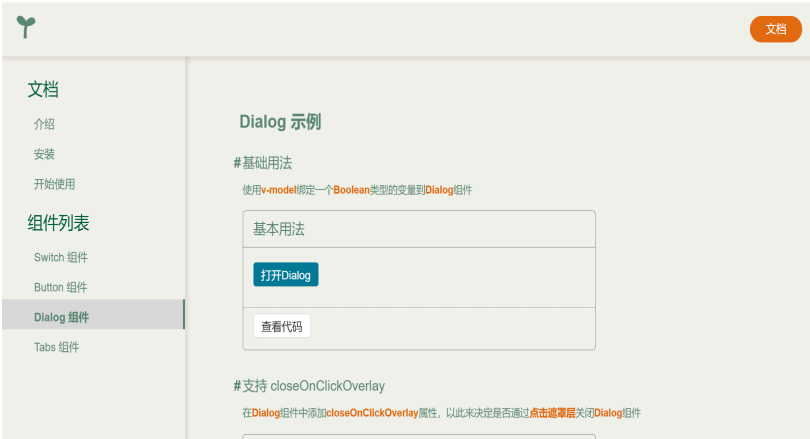 文档
文档
介绍
安装
开始使用
组件列表
Switch 组件
Button 组件
Dialog 组件
Tabs 组件
Dialog 示例
#基础用法
使用v-model绑定一个Boolean类型的变量到Dialog组件
基本用法
打开Dialog
查看代码
#支持 closeOnClickOverlay
在Dialog组件中添加closeOnClickOverlay属性，以此来决定是否通过点击遮罩层关闭Dialog组件